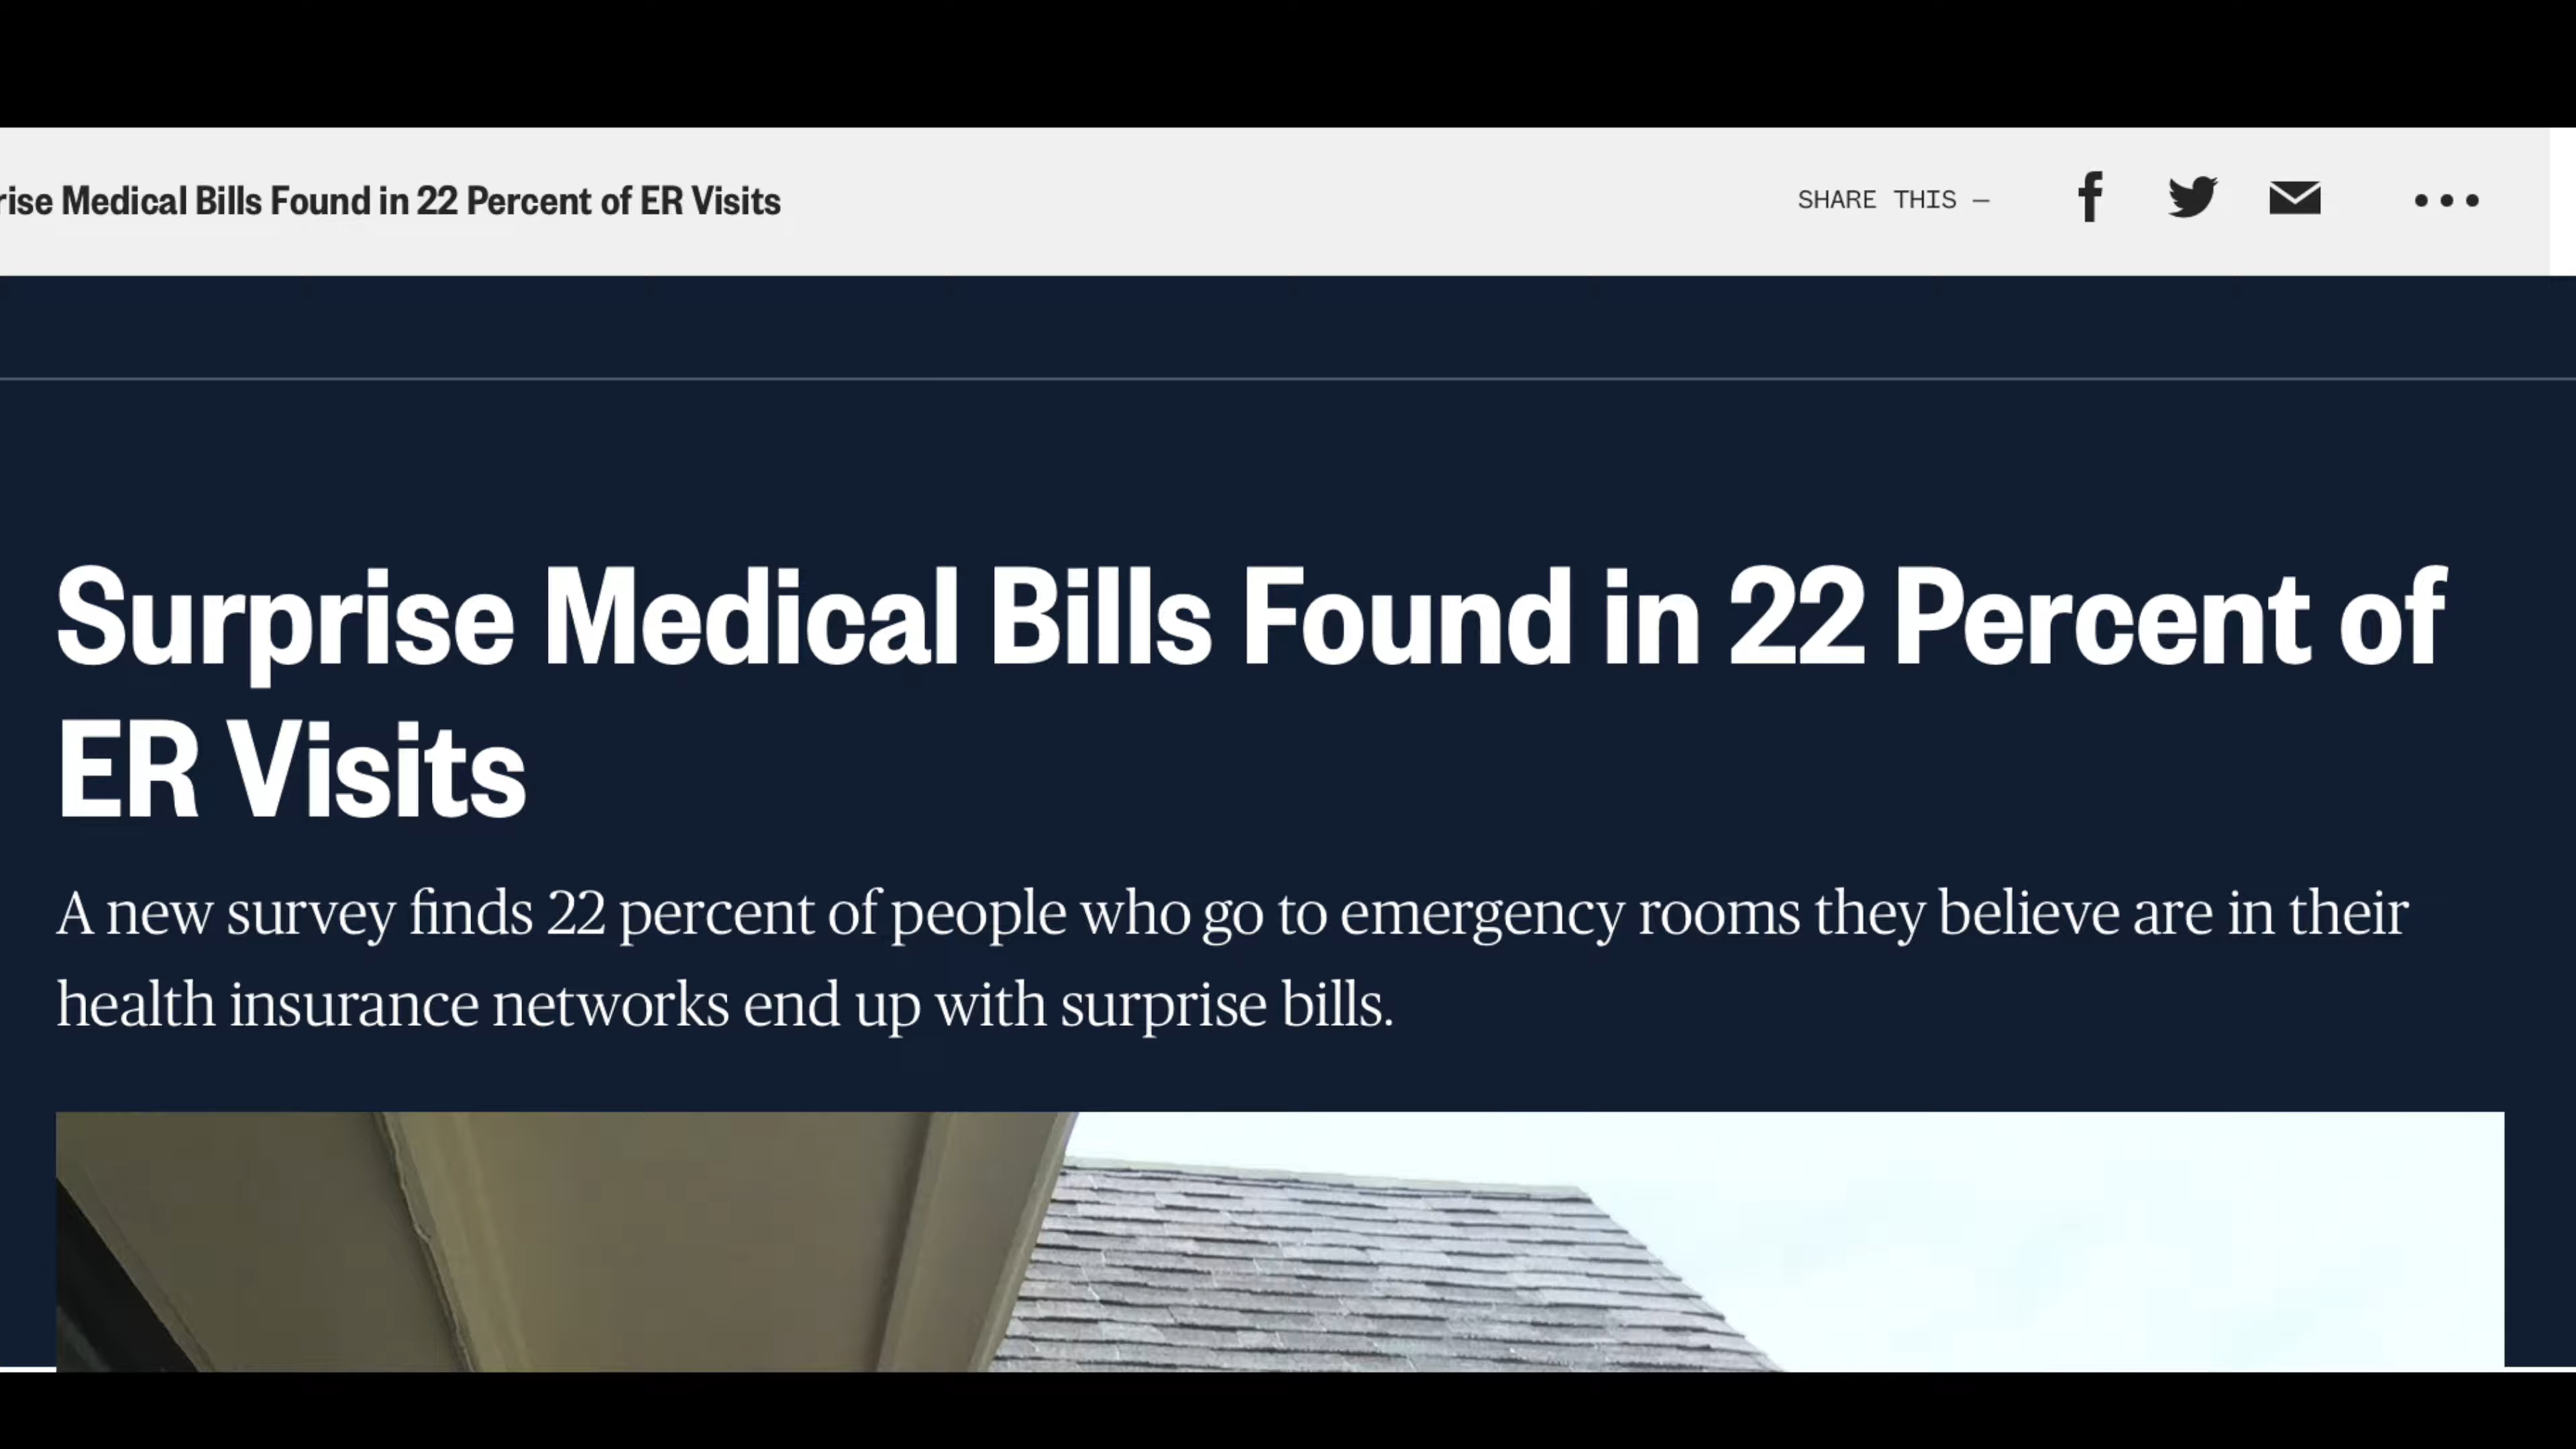 rise Medical Bills Found in 22 Percent of ER Visits
SHARE THIS —
Surprise Medical Bills Found in 22 Percent of
ER Visits
A new survey finds 22 percent of people who go to emergency rooms they believe are in their
health insurance networks end up with surprise bills.